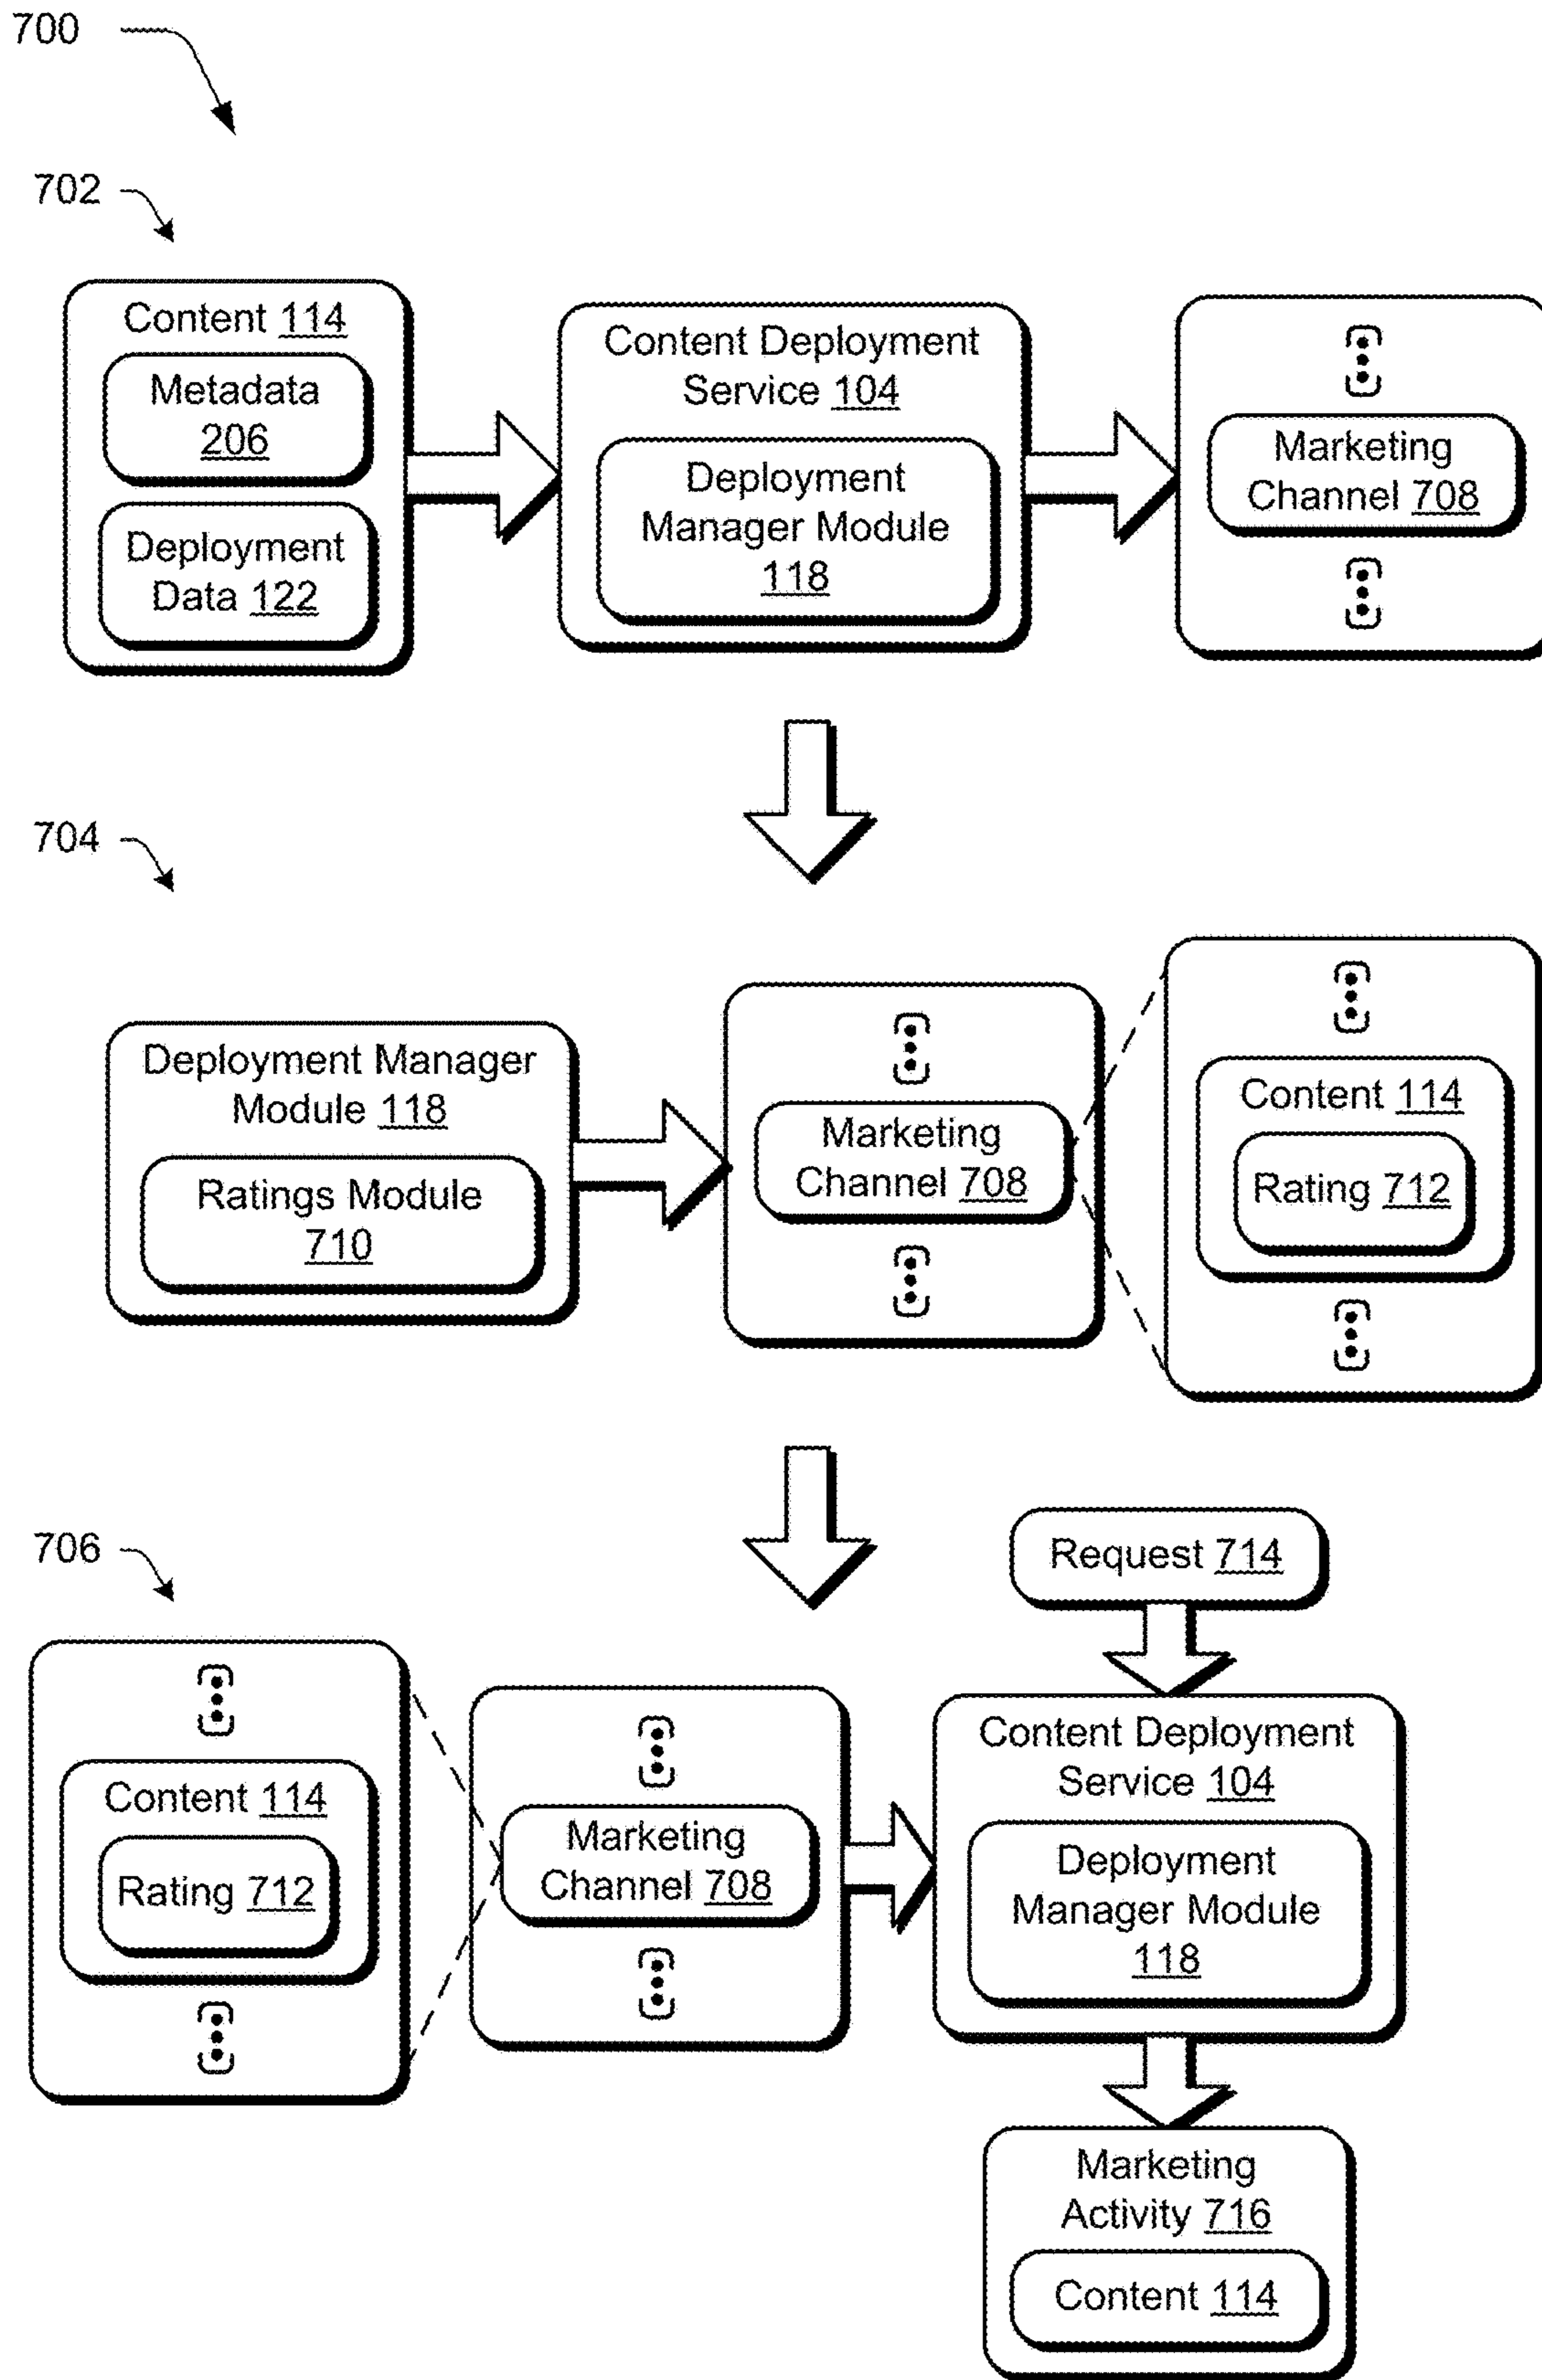 700
702
Content 114
Metadata
206
Deployment
Data 122
Content Deployment
Service 104
Deployment
Manager Module
118
Marketing
Channel 708
704
Deployment Manager
Module 118
Ratings Module
710
Marketing
Channel 708
Content 114
Rating 712
706
Content 114
Rating 712
Marketing
Channel 708
Request 714
Content Deployment
Service 104
Deployment
Manager Module
118
Marketing
Activity 716
Content 114